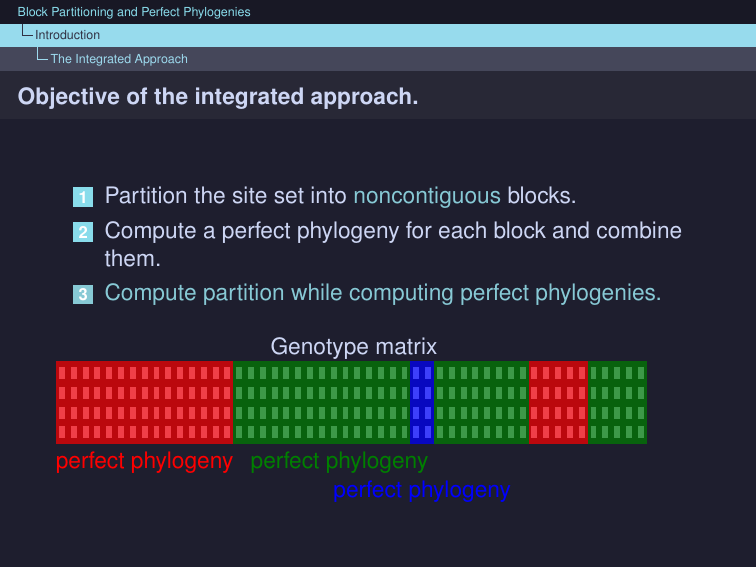 Block Partitioning and Perfect Phylogenies
Introduction
The Integrated Approach
Objective of the integrated approach.
1 Partition the site set into noncontiguous blocks.
2 Compute a perfect phylogeny for each block and combine
them.
3 Compute partition while computing perfect phylogenies.
Genotype matrix
perfect phylogeny perfect phylogeny
perfect phylogeny